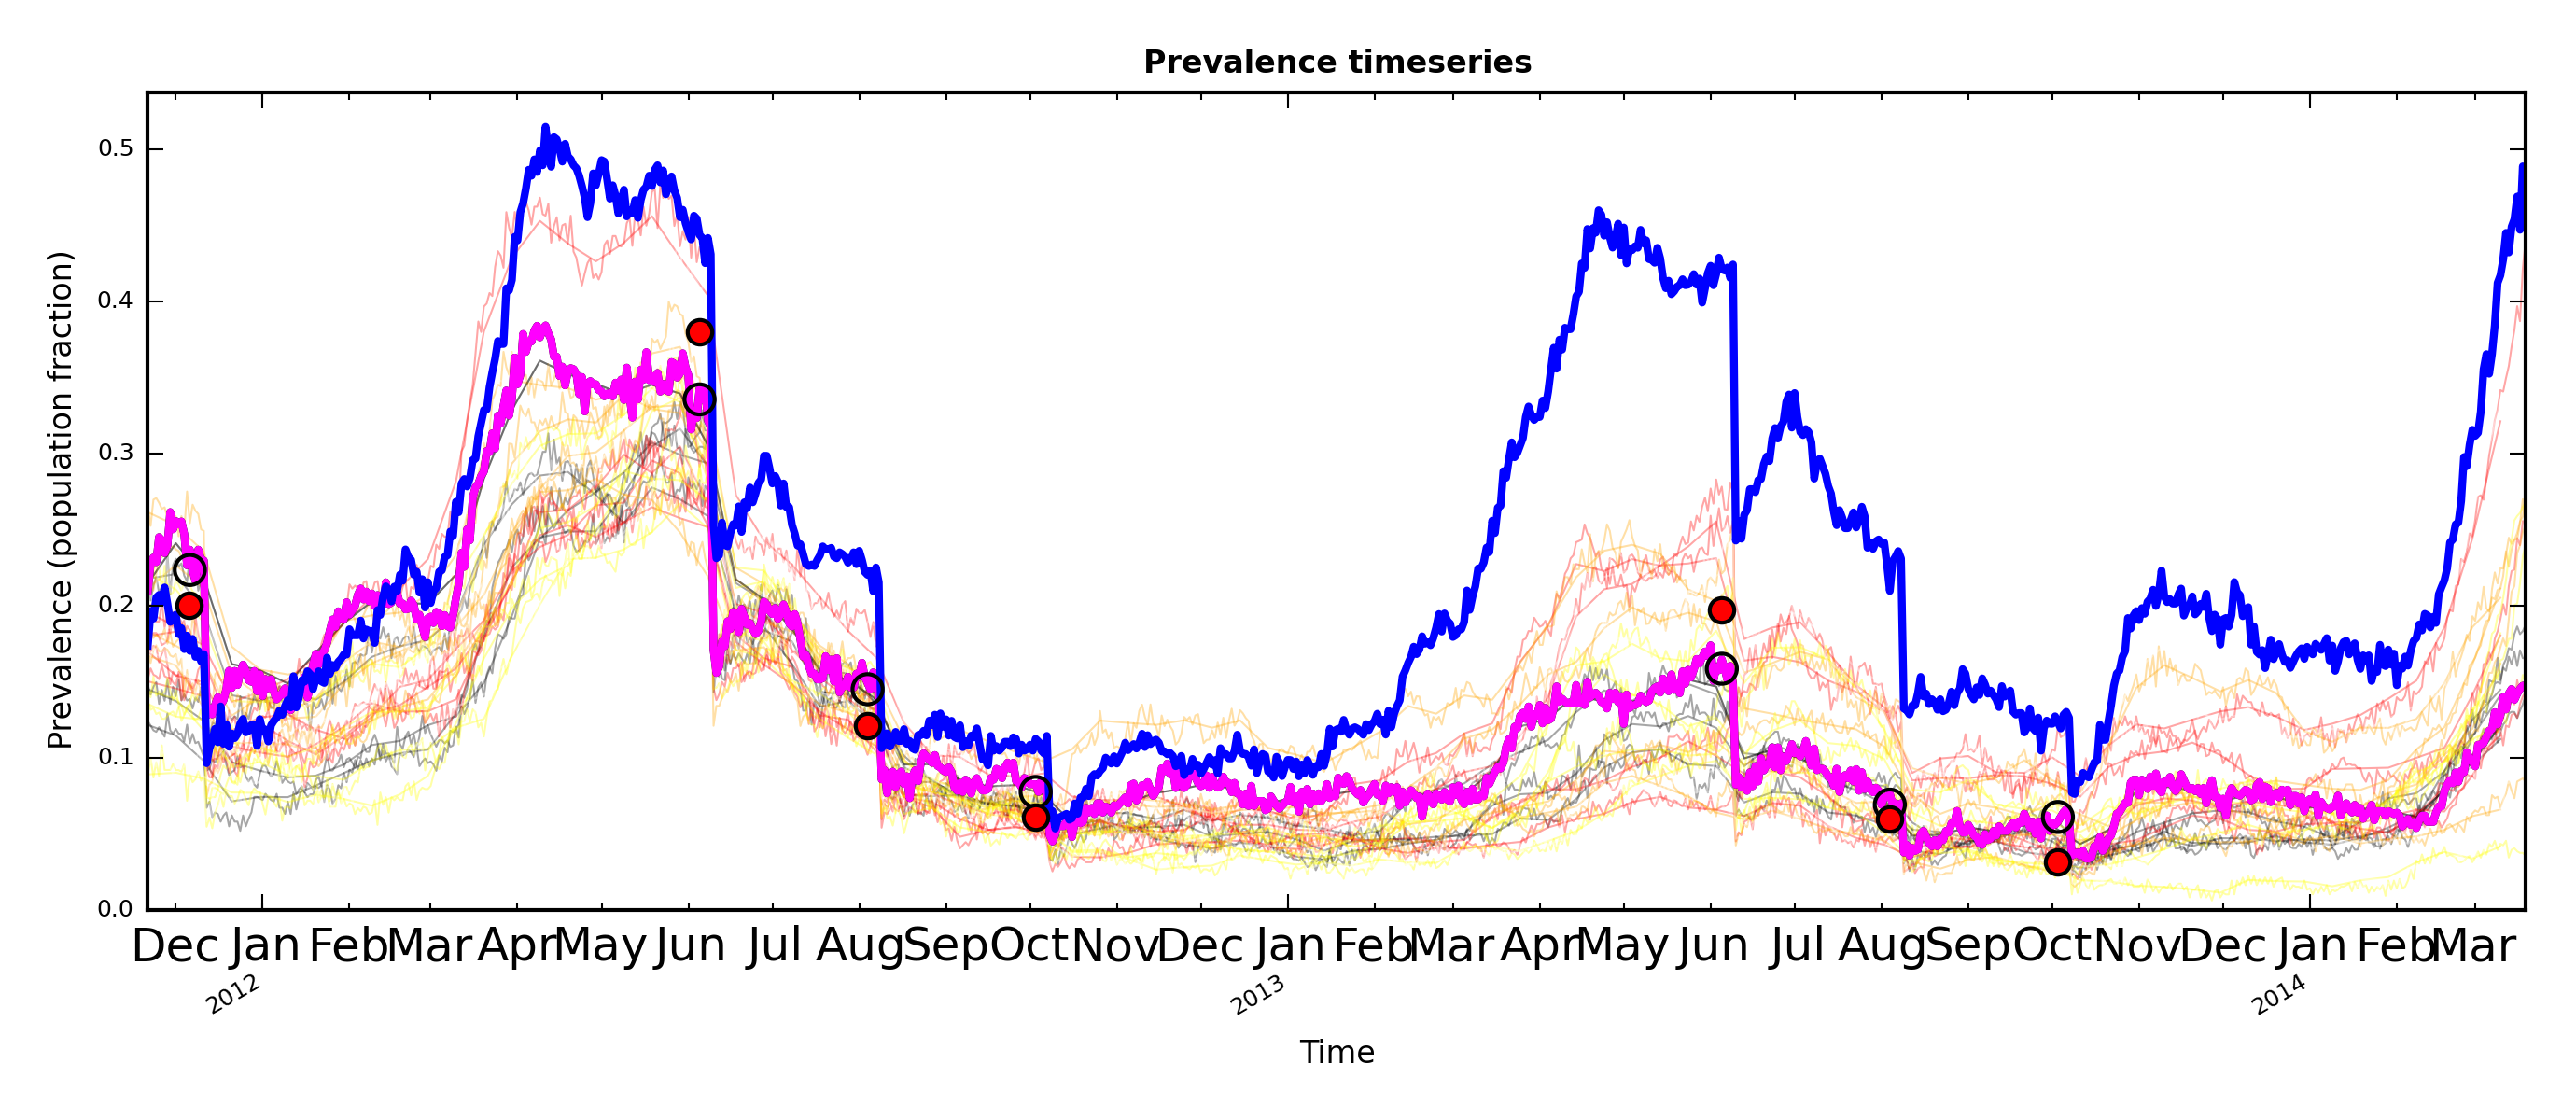 Prevalence timeseries
Prevalence (population fraction)
0.5
0.4
0.3
0.2
0.1
0.0
Dec Jan Feb Mar Apr May Jun Jul Aug Sep Oct Nov Dec Jan Feb Mar Apr May Jun Jul Aug Sep Oct Nov Dec Jan Feb Mar
2012 2013 2014
Time